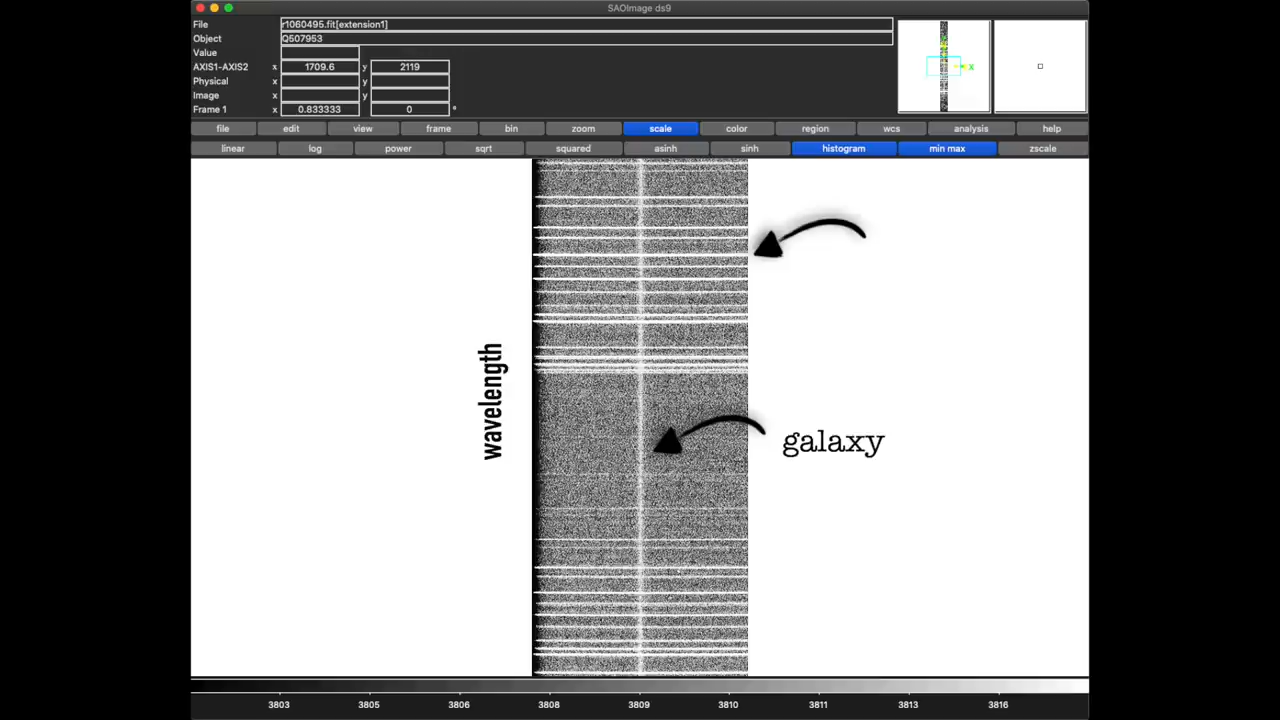 SAOImage ds9
File r1060495.fit[extension1]
Object Q507953
Value
AXIS1-AXIS2 x 1709.6 y 2119
Physical x y
Image x y
Frame 1 x 0.833333 0 °
X
file edit view frame bin zoom scale color region wcs analysis help
linear log power sqrt squared asinh sinh histogram min max zscale
wavelength
galaxy
3803 3805 3806 3808 3809 3810 3811 3813 3816